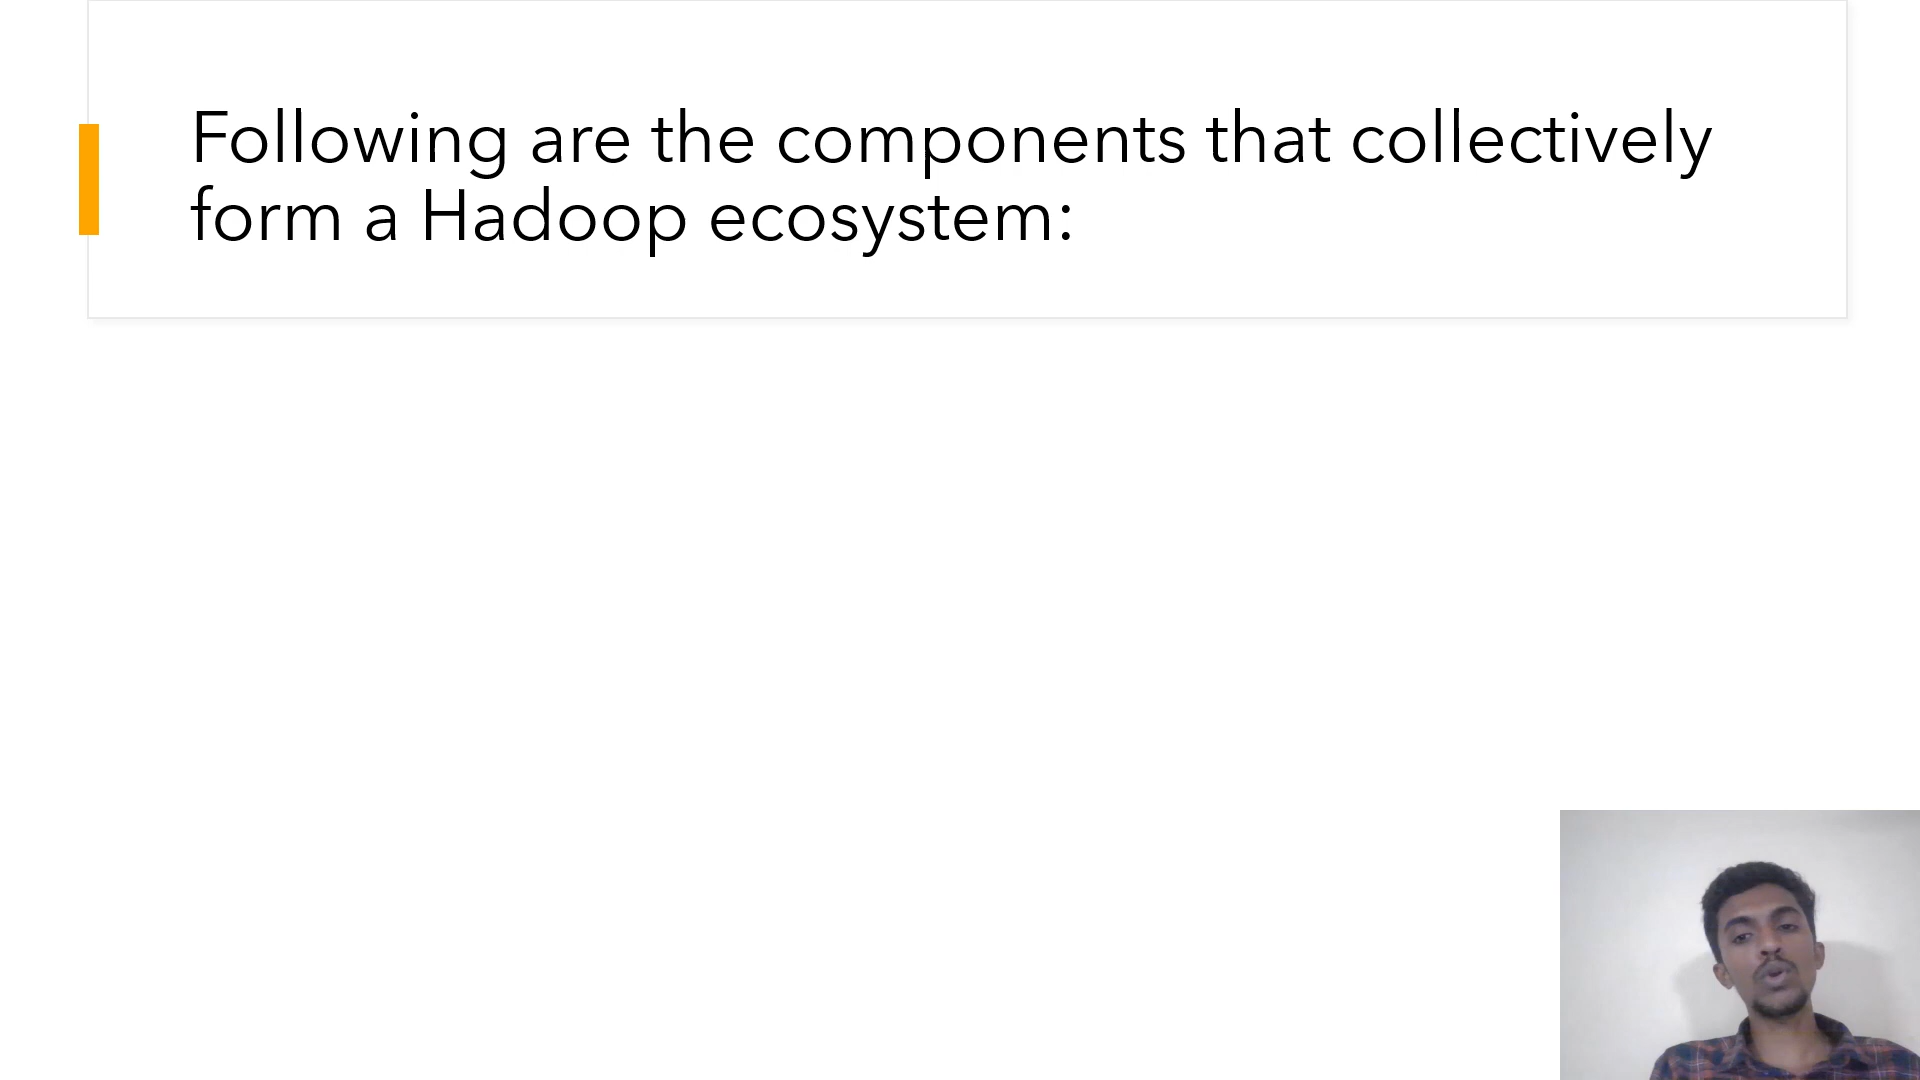 Following are the components that collectively
form a Hadoop ecosystem: